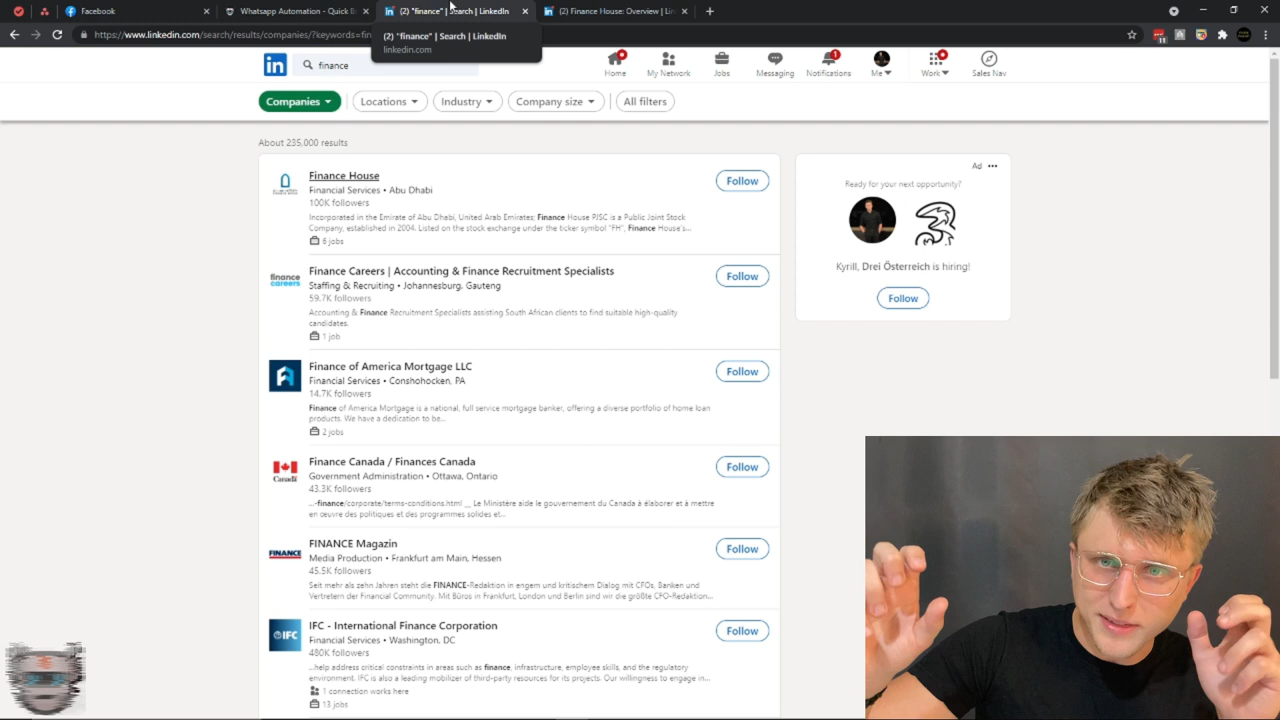 Facebook
Whatsapp Automation - Quick E
(2) "finance" | Search | LinkedIn
(2) Finance House: Overview | Lin
https://www.linkedin.com/search/results/companies/?keywords=fin
(2) "finance" | Search | LinkedIn
linkedin.com
finance
Home
My Network
Jobs
Messaging
Notifications
Me
Work
Sales Nav
Companies
Locations
Industry
Company size
All filters
About 235,000 results
Finance House
Financial Services • Abu Dhabi
100K followers
Incorporated in the Emirate of Abu Dhabi, United Arab Emirates; Finance House PJSC is a Public Joint Stock
Company, established in 2004. Listed on the stock exchange under the ticker symbol "FH", Finance House's...
6 jobs
Follow
finance careers
Finance Careers | Accounting & Finance Recruitment Specialists
Staffing & Recruiting • Johannesburg, Gauteng
59.7K followers
Accounting & Finance Recruitment Specialists assisting South African clients to find suitable high-quality
candidates.
1 job
Follow
Finance of America Mortgage LLC
Financial Services • Conshohocken, PA
14.7K followers
Finance of America Mortgage is a national, full service mortgage banker, offering a diverse portfolio of home loan
products. We have a dedication to be...
2 jobs
Follow
Canada
Finance Canada / Finances Canada
Government Administration • Ottawa, Ontario
43.3K followers
...-finance/corporate/terms-conditions.html __ Le Ministère aide le gouvernement du Canada à élaborer et à mettre
en œuvre des politiques et des programmes solides et...
Follow
FINANCE
FINANCE Magazin
Media Production • Frankfurt am Main, Hessen
45.5K followers
Seit mehr als zehn Jahren steht die FINANCE-Redaktion in engem und kritischem Dialog mit CFOs, Banken und
Vertretern der Financial Community. Mit Büros in Frankfurt, London und Berlin sind wir die größte CFO-Redaktion...
Follow
IFC
IFC - International Finance Corporation
Financial Services • Washington, DC
480K followers
...help address critical constraints in areas such as finance, infrastructure, employee skills, and the regulatory
environment. IFC is also a leading mobilizer of third-party resources for its projects. Our willingness to engage in...
1 connection works here
13 jobs
Follow
Ad
Ready for your next opportunity?
Kyrill, Drei Österreich is hiring!
Follow